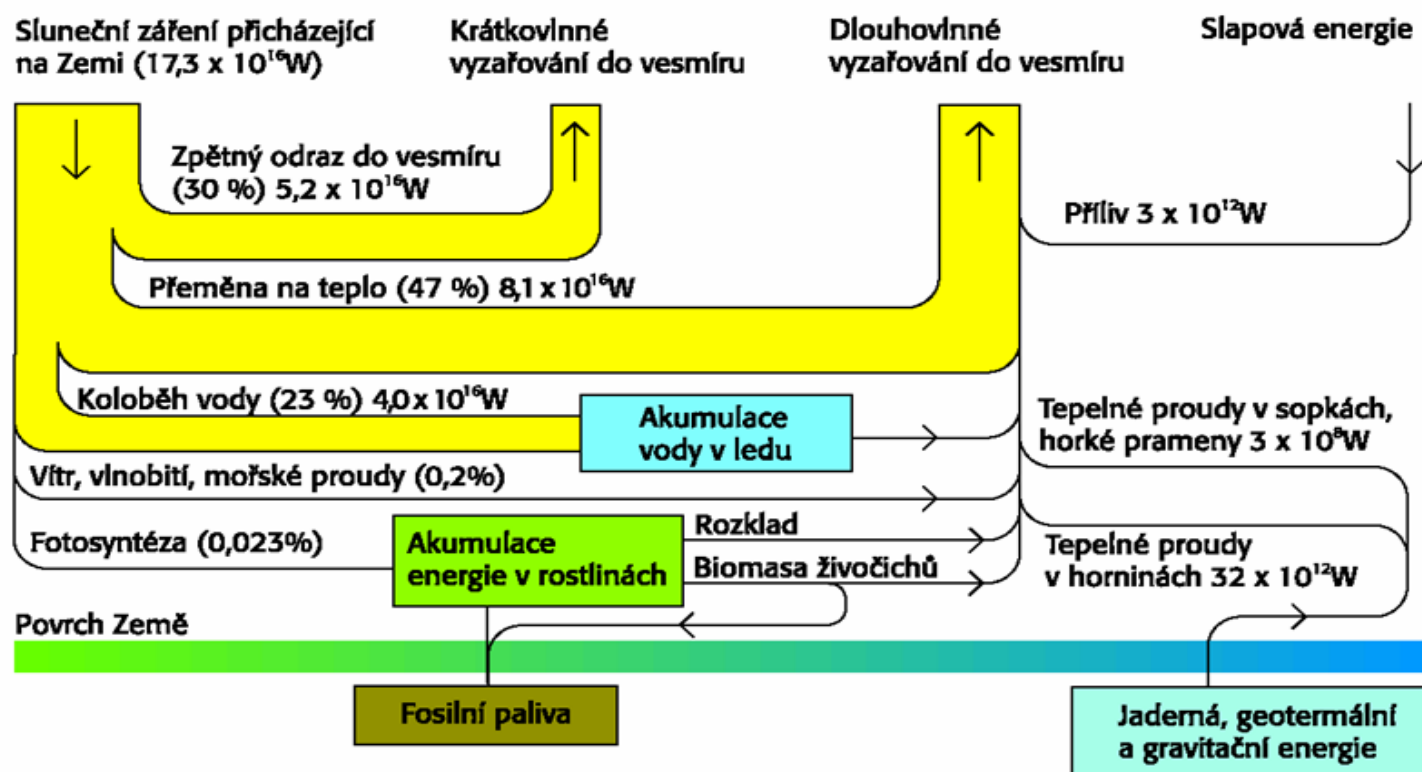 Sluneční záření přicházející
na Zemi (17,3 x 10¹⁶W)
Krátkovlnné
vyzařování do vesmíru
Dlouhovlnné
vyzařování do vesmíru
Slapová energie
Zpětný odraz do vesmíru
(30 %) 5,2 x 10¹⁶W
Příliv 3 x 10¹²W
Přeměna na teplo (47 %) 8,1 x 10¹⁶W
Koloběh vody (23 %) 4,0 x 10¹⁶W
Akumulace
vody v ledu
Tepelné proudy v sopkách,
horké prameny 3 x 10⁸W
Vítr, vlnobití, mořské proudy (0,2%)
Fotosyntéza (0,023%)
Akumulace
energie v rostlinách
Rozklad
Biomasa živočichů
Tepelné proudy
v horninách 32 x 10¹²W
Povrch Země
Fosilní paliva
Jaderná, geotermální
a gravitační energie